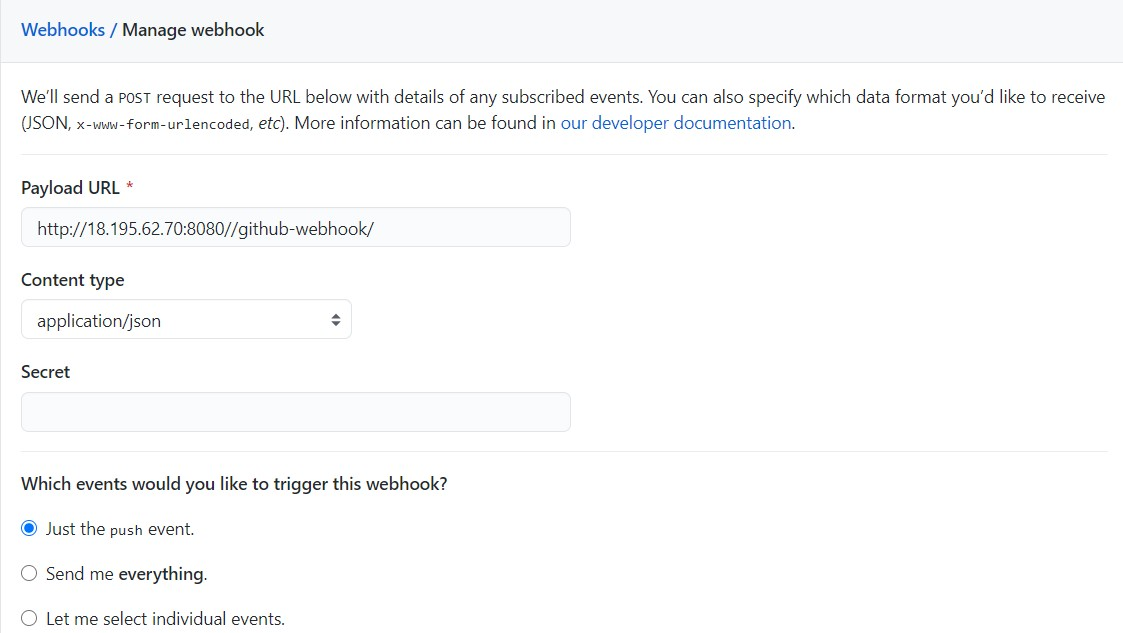 Webhooks / Manage webhook
We’ll send a POST request to the URL below with details of any subscribed events. You can also specify which data format you’d like to receive
(JSON, x-www-form-urlencoded, etc). More information can be found in our developer documentation.
Payload URL *
http://18.195.62.70:8080//github-webhook/
Content type
application/json
Secret
Which events would you like to trigger this webhook?
Just the push event.
Send me everything.
Let me select individual events.